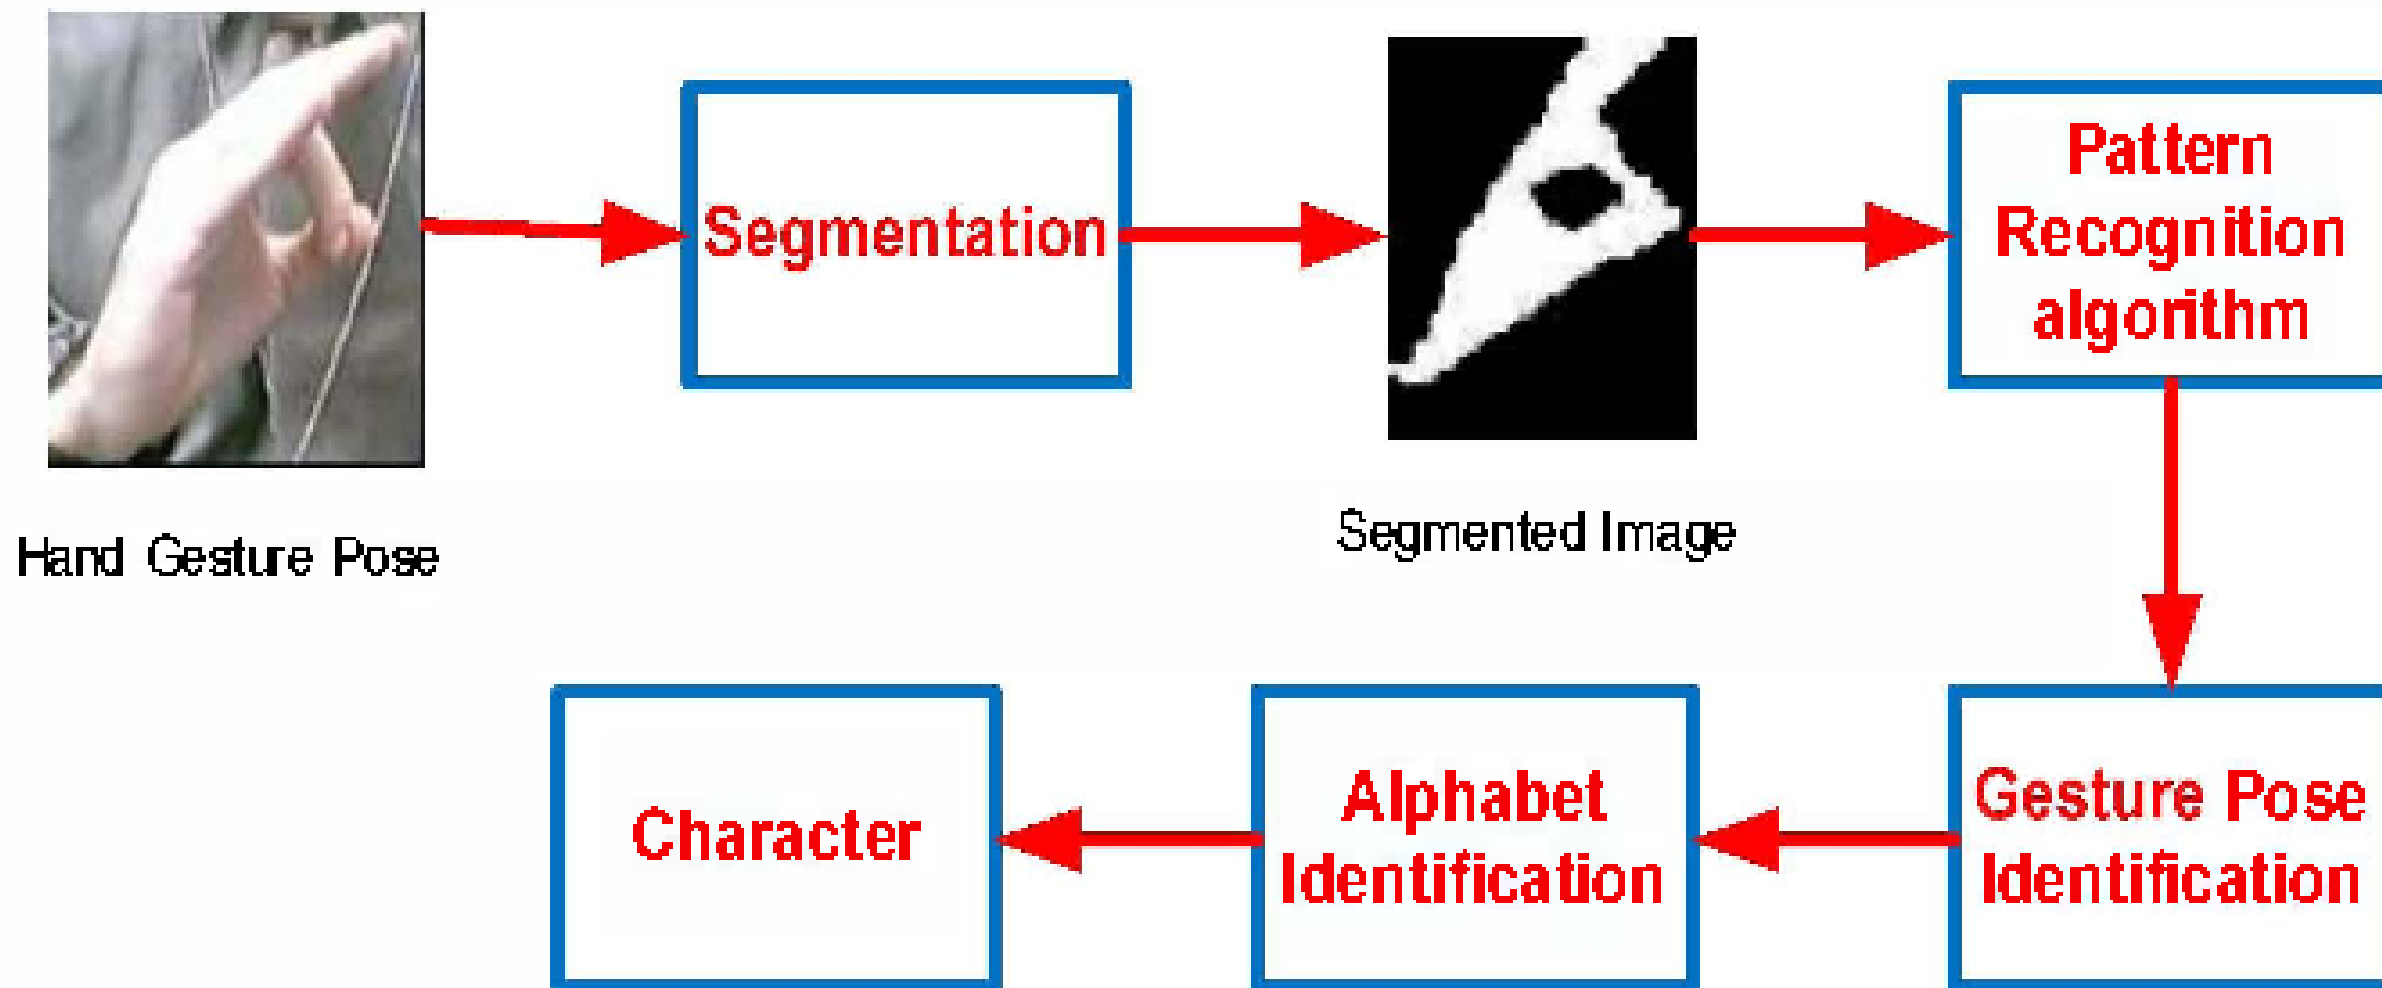 Segmentation
Pattern
Recognition
algorithm
Hand Gesture Pose
Segmented Image
Character
Alphabet
Identification
Gesture Pose
Identification